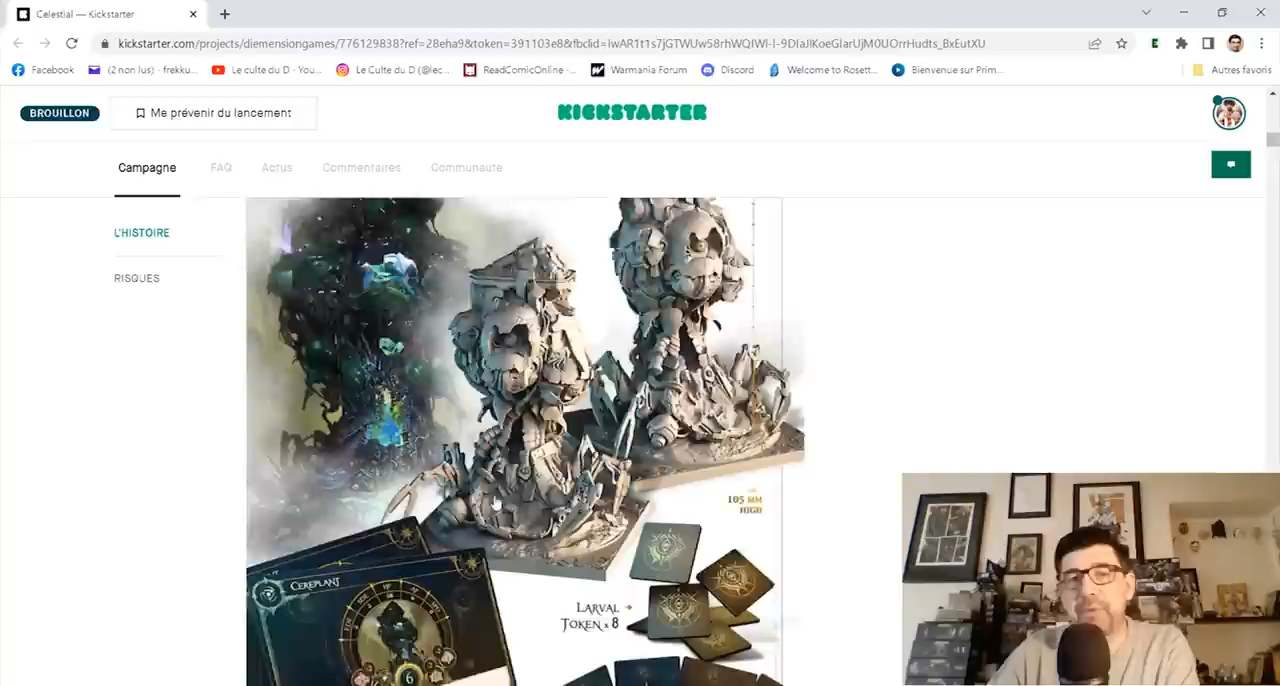 Celestial — Kickstarter
kickstarter.com/projects/diemensiongames/776129838?ref=28eha9&token=391103e8&fbclid=IwAR1t1s7jGTWUw58rhWQIWI-I-9DIaJIKoeGlarUjM0UOrrHudts_BxEutXU
Facebook
(2 non lus) - frekku...
Le culte du D - You...
Le Culte du D (@lec...
ReadComicOnline -...
Warmania Forum
Discord
Welcome to Rosett...
Bienvenue sur Prim...
Autres favoris
BROUILLON
Me prévenir du lancement
KICKSTARTER
Campagne
FAQ
Actus
Commentaires
Communauté
L'HISTOIRE
RISQUES
105 MM
HIGH
CEREPLANT
LARVAL
TOKEN x 8
6